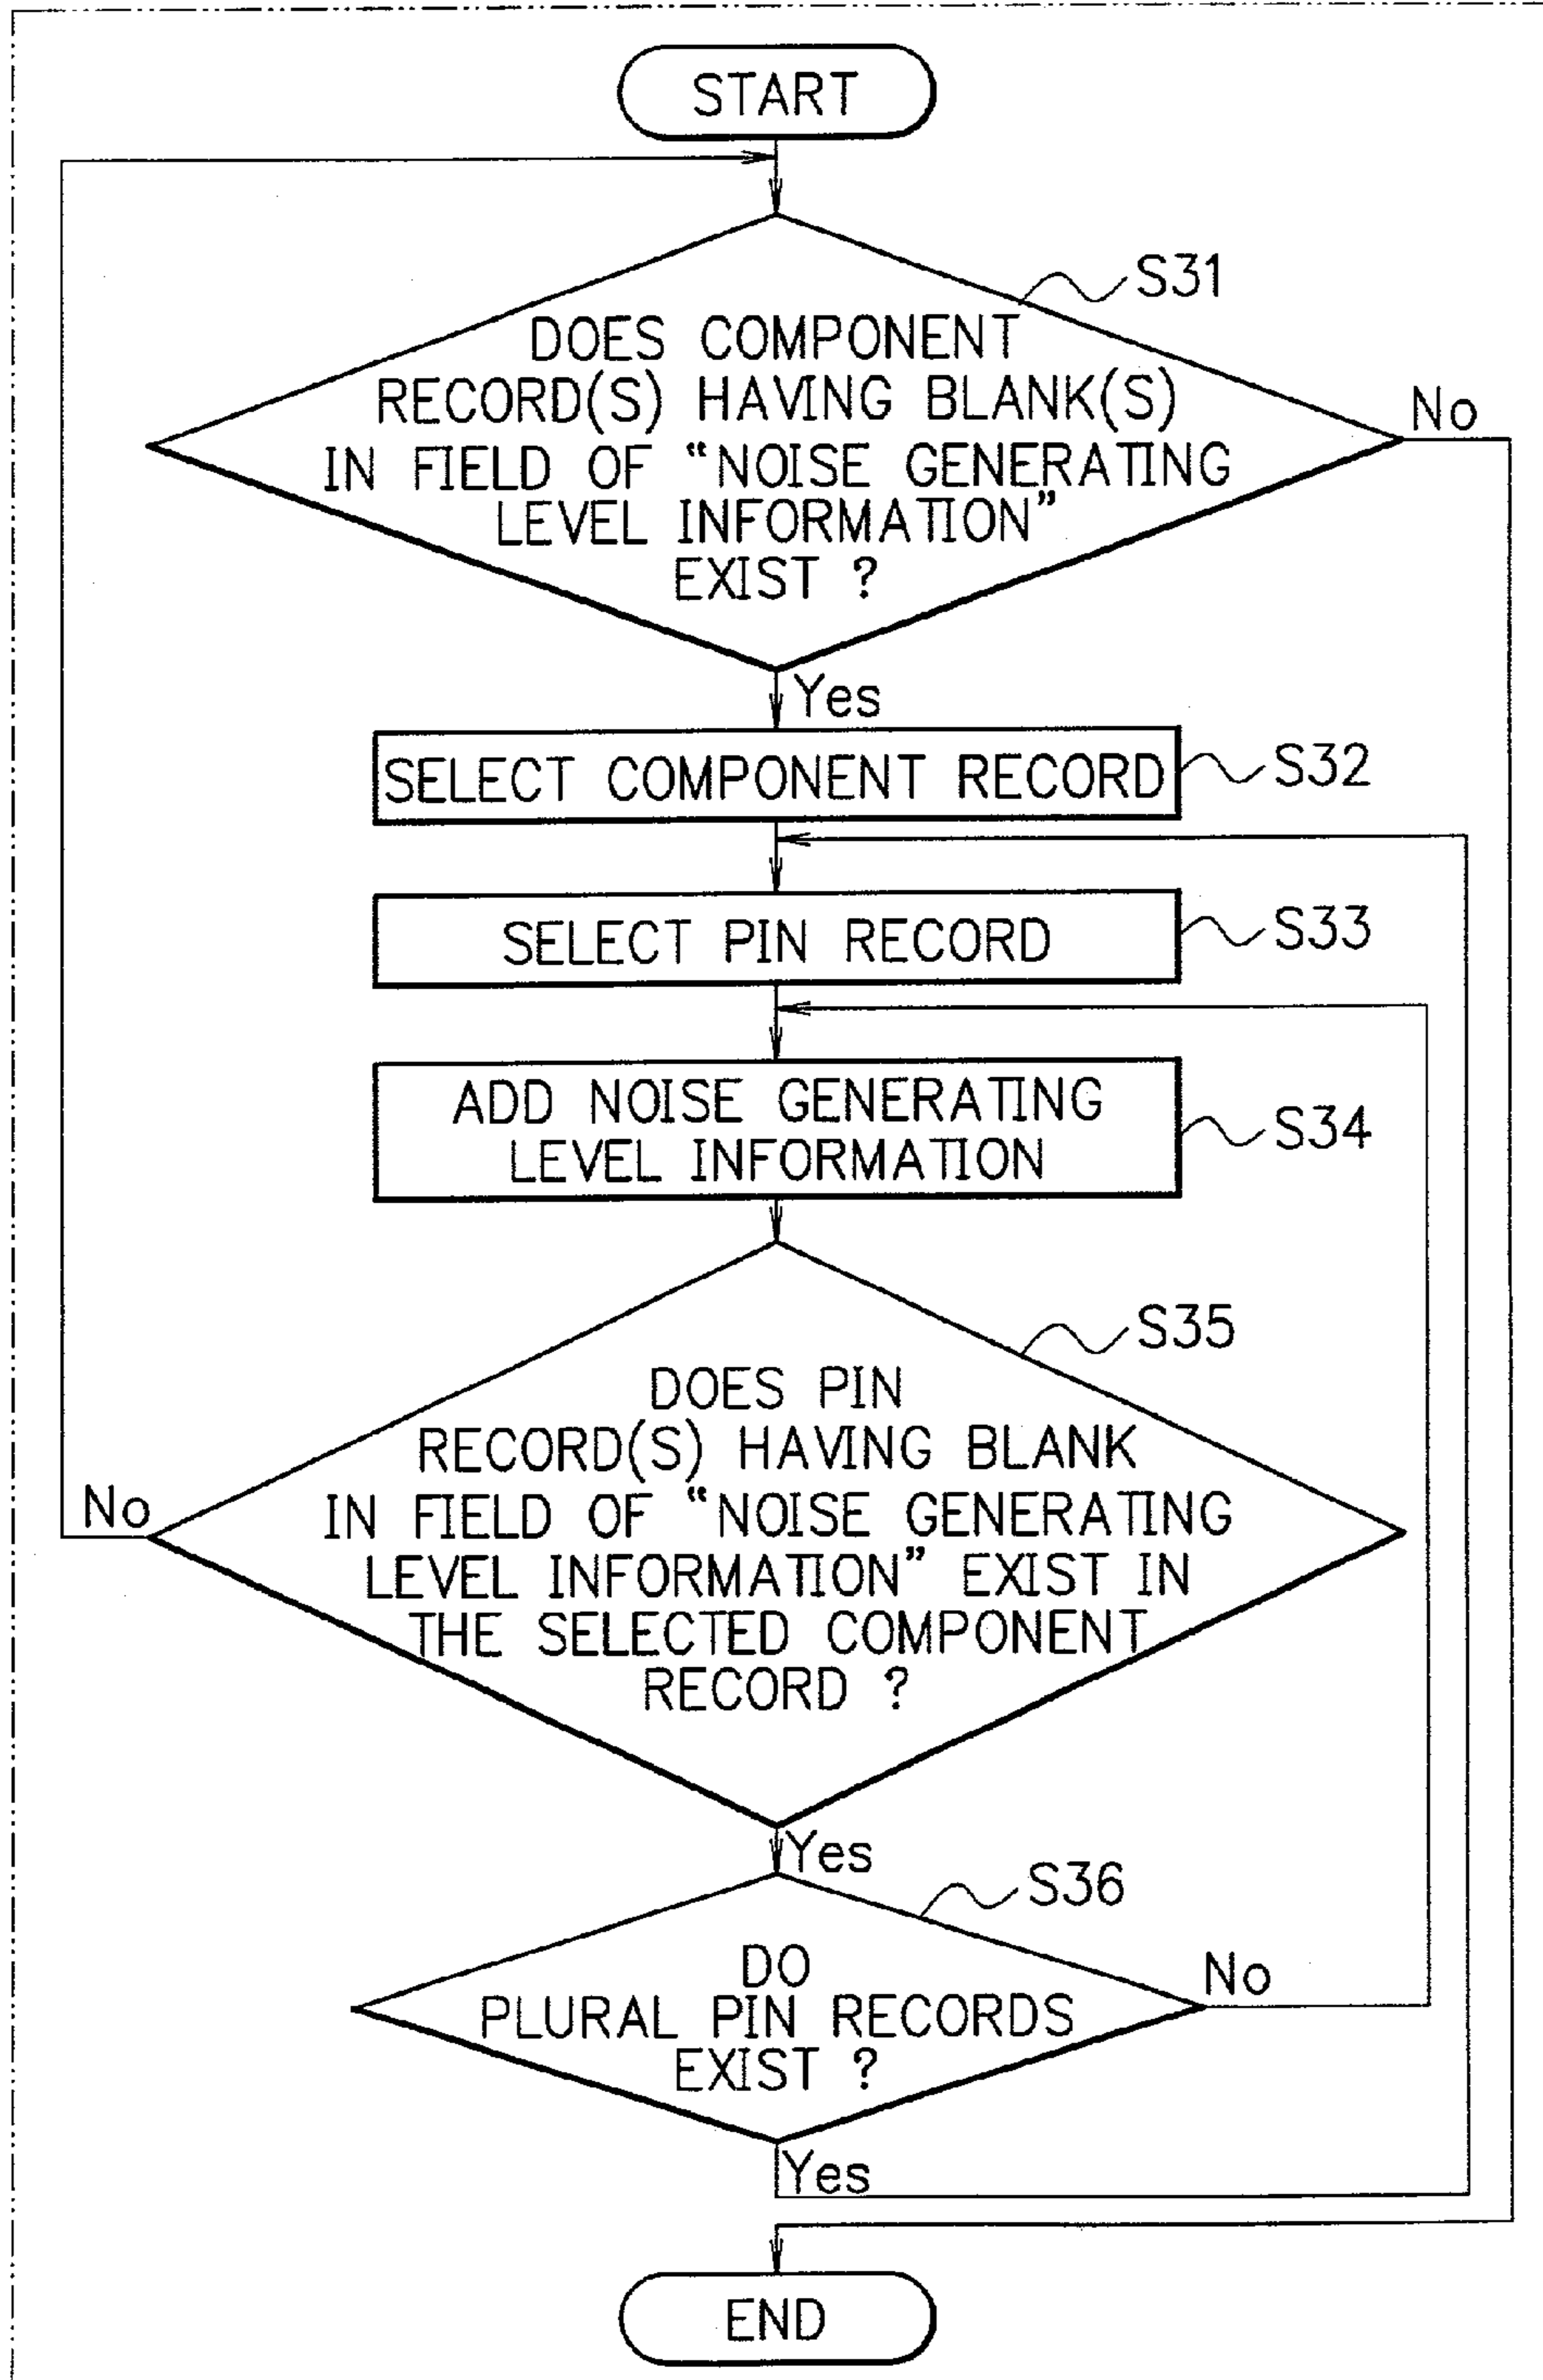 START
S31
DOES COMPONENT
RECORD(S) HAVING BLANK(S)
IN FIELD OF “NOISE GENERATING
LEVEL INFORMATION”
EXIST ?
No
Yes
SELECT COMPONENT RECORD
S32
SELECT PIN RECORD
S33
ADD NOISE GENERATING
LEVEL INFORMATION
S34
S35
DOES PIN
RECORD(S) HAVING BLANK
IN FIELD OF “NOISE GENERATING
LEVEL INFORMATION” EXIST IN
THE SELECTED COMPONENT
RECORD ?
No
Yes
S36
DO
PLURAL PIN RECORDS
EXIST ?
No
Yes
END